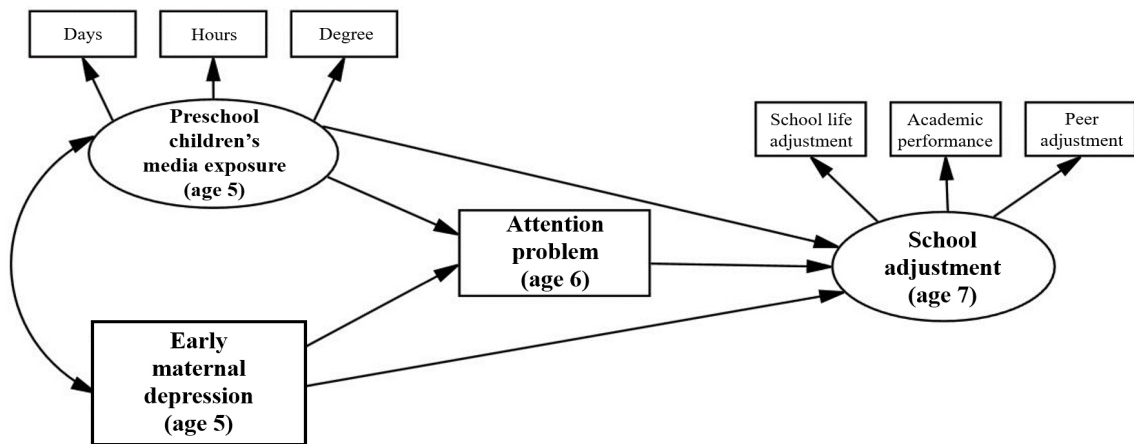 Days
Hours
Degree
Preschool
children’s
media exposure
(age 5)
School life
adjustment
Academic
performance
Peer
adjustment
Attention
problem
(age 6)
School
adjustment
(age 7)
Early
maternal
depression
(age 5)